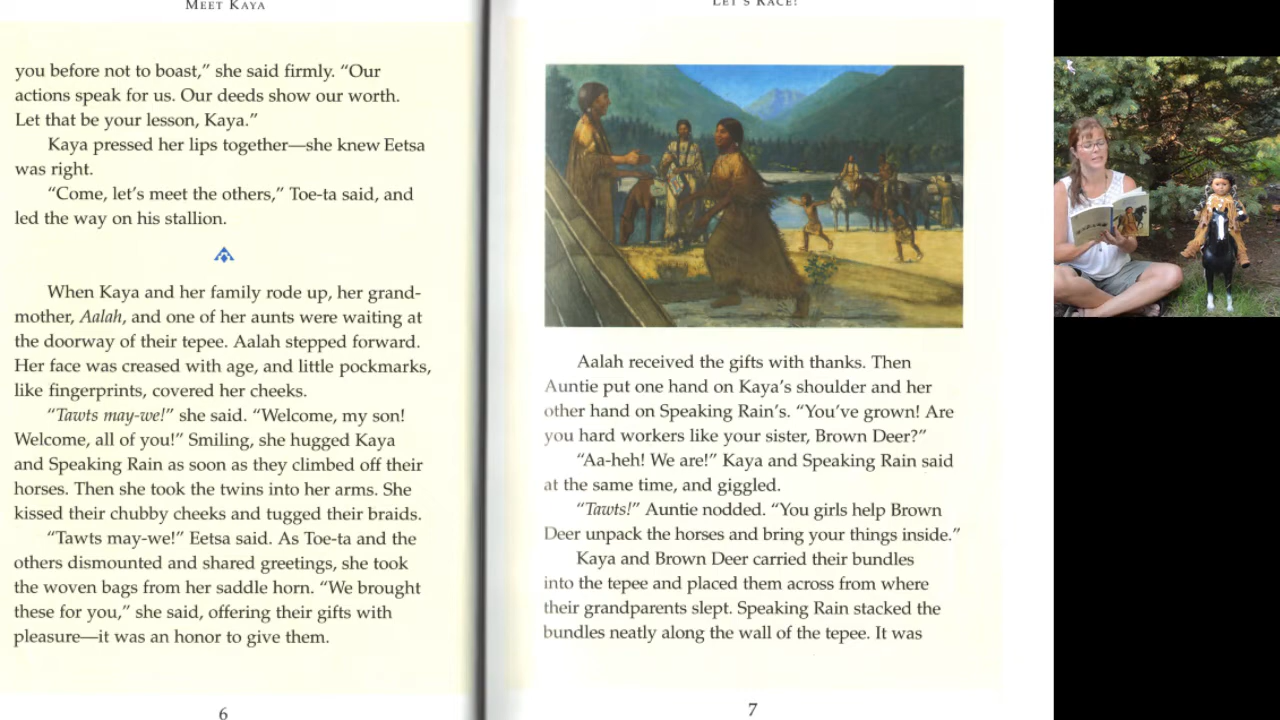 MEET KAYA
you before not to boast,” she said firmly. “Our
actions speak for us. Our deeds show our worth.
Let that be your lesson, Kaya.”
Kaya pressed her lips together—she knew Eetsa
was right.
“Come, let’s meet the others,” Toe-ta said, and
led the way on his stallion.
When Kaya and her family rode up, her grand-
mother, Aalah, and one of her aunts were waiting at
the doorway of their tepee. Aalah stepped forward.
Her face was creased with age, and little pockmarks,
like fingerprints, covered her cheeks.
“Tawts may-we!” she said. “Welcome, my son!
Welcome, all of you!” Smiling, she hugged Kaya
and Speaking Rain as soon as they climbed off their
horses. Then she took the twins into her arms. She
kissed their chubby cheeks and tugged their braids.
“Tawts may-we!” Eetsa said. As Toe-ta and the
others dismounted and shared greetings, she took
the woven bags from her saddle horn. “We brought
these for you,” she said, offering their gifts with
pleasure—it was an honor to give them.
6
LET’S RACE!
Aalah received the gifts with thanks. Then
Auntie put one hand on Kaya’s shoulder and her
other hand on Speaking Rain’s. “You’ve grown! Are
you hard workers like your sister, Brown Deer?”
“Aa-heh! We are!” Kaya and Speaking Rain said
at the same time, and giggled.
“Tawts!” Auntie nodded. “You girls help Brown
Deer unpack the horses and bring your things inside.”
Kaya and Brown Deer carried their bundles
into the tepee and placed them across from where
their grandparents slept. Speaking Rain stacked the
bundles neatly along the wall of the tepee. It was
7